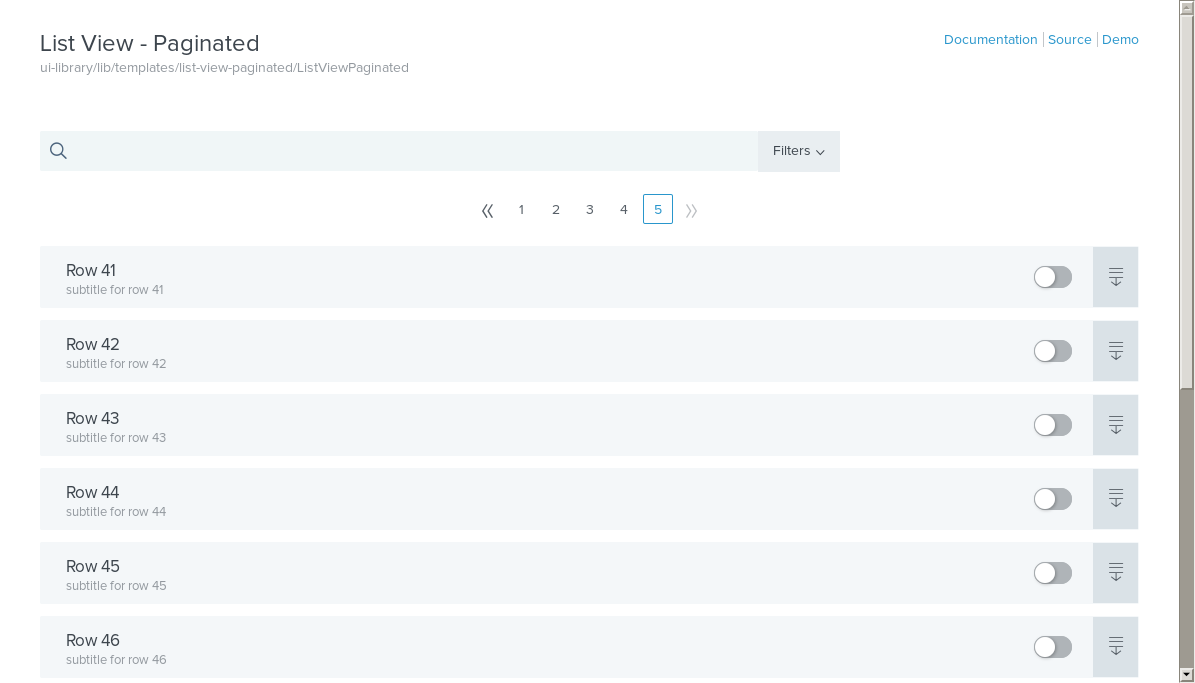 List View - Paginated
Documentation Source Demo
ui-library/lib/templates/list-view-paginated/ListViewPaginated
Filters
1 2 3 4 5
Row 41
subtitle for row 41
Row 42
subtitle for row 42
Row 43
subtitle for row 43
Row 44
subtitle for row 44
Row 45
subtitle for row 45
Row 46
subtitle for row 46